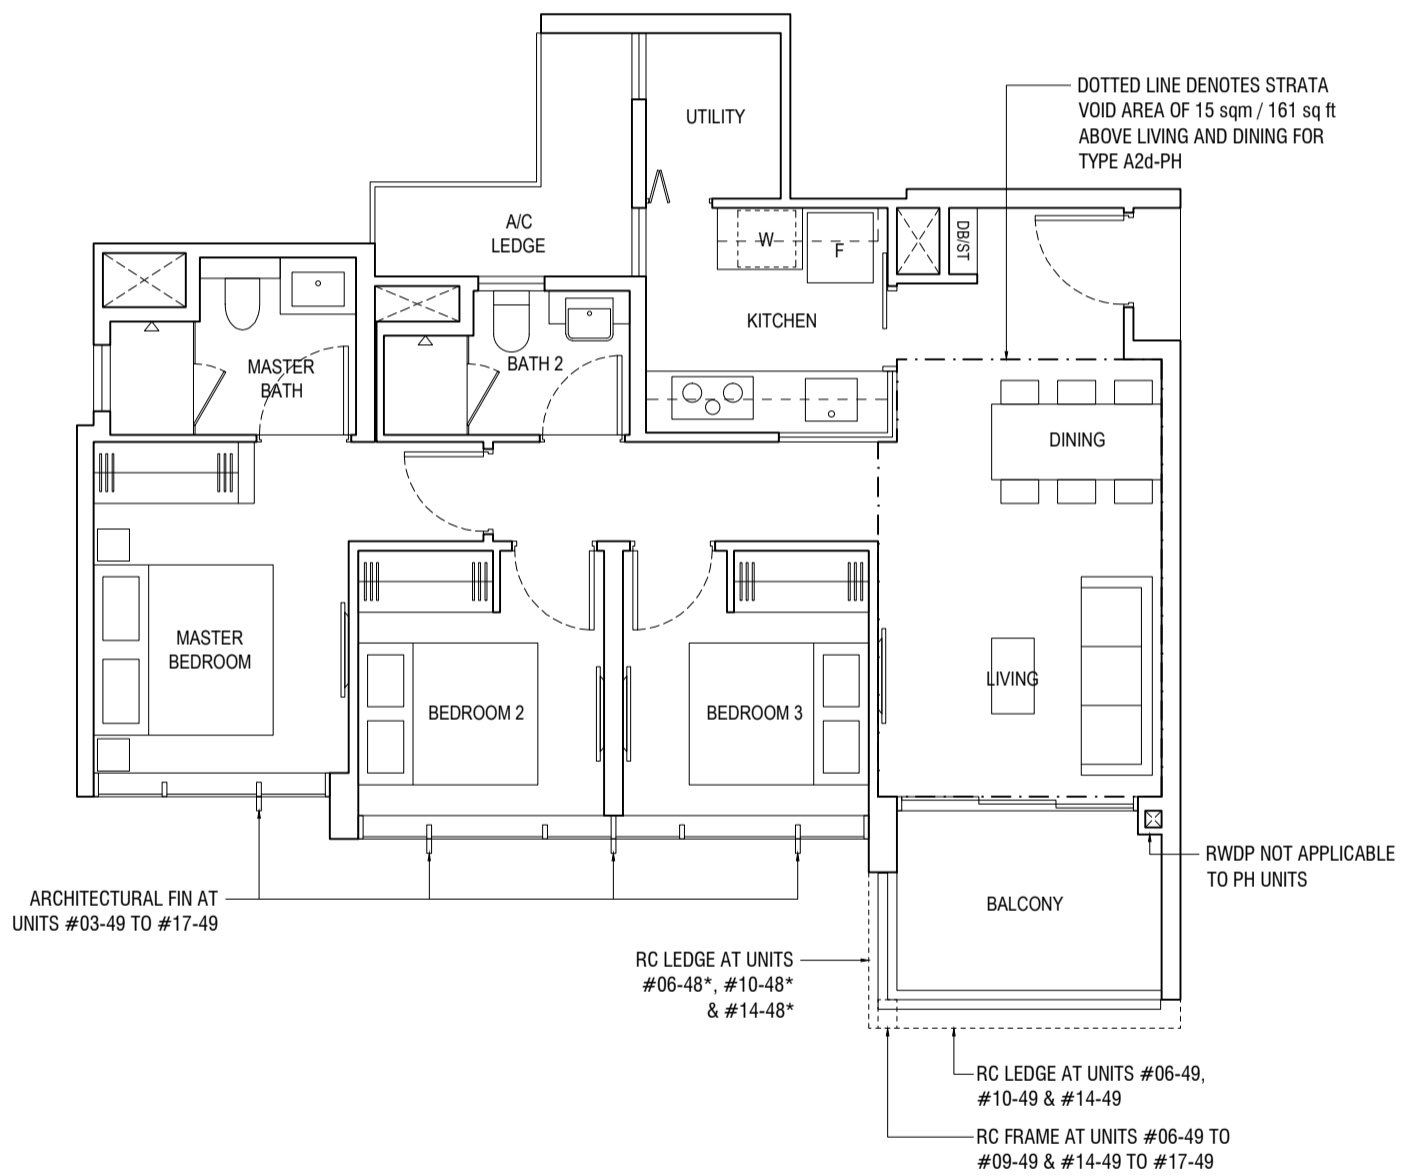 DOTTED LINE DENOTES STRATA
VOID AREA OF 15 sqm / 161 sq ft
ABOVE LIVING AND DINING FOR
TYPE A2d-PH
UTILITY
A/C
LEDGE
W
F
DB/ST
KITCHEN
MASTER
BATH
BATH 2
DINING
MASTER
BEDROOM
BEDROOM 2
BEDROOM 3
LIVING
RWDP NOT APPLICABLE
TO PH UNITS
BALCONY
ARCHITECTURAL FIN AT
UNITS #03-49 TO #17-49
RC LEDGE AT UNITS
#06-48*, #10-48*
& #14-48*
RC LEDGE AT UNITS #06-49,
#10-49 & #14-49
RC FRAME AT UNITS #06-49 TO
#09-49 & #14-49 TO #17-49